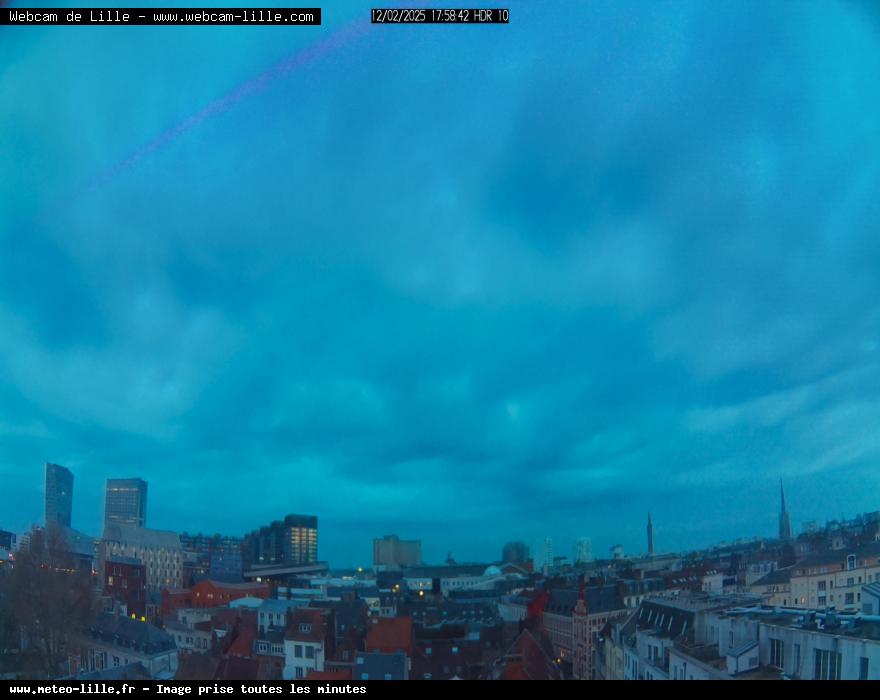 Webcam de Lille - www.webcam-lille.com
12/02/2025 17:58:42 HDR 10
www.meteo-lille.fr - Image prise toutes les minutes